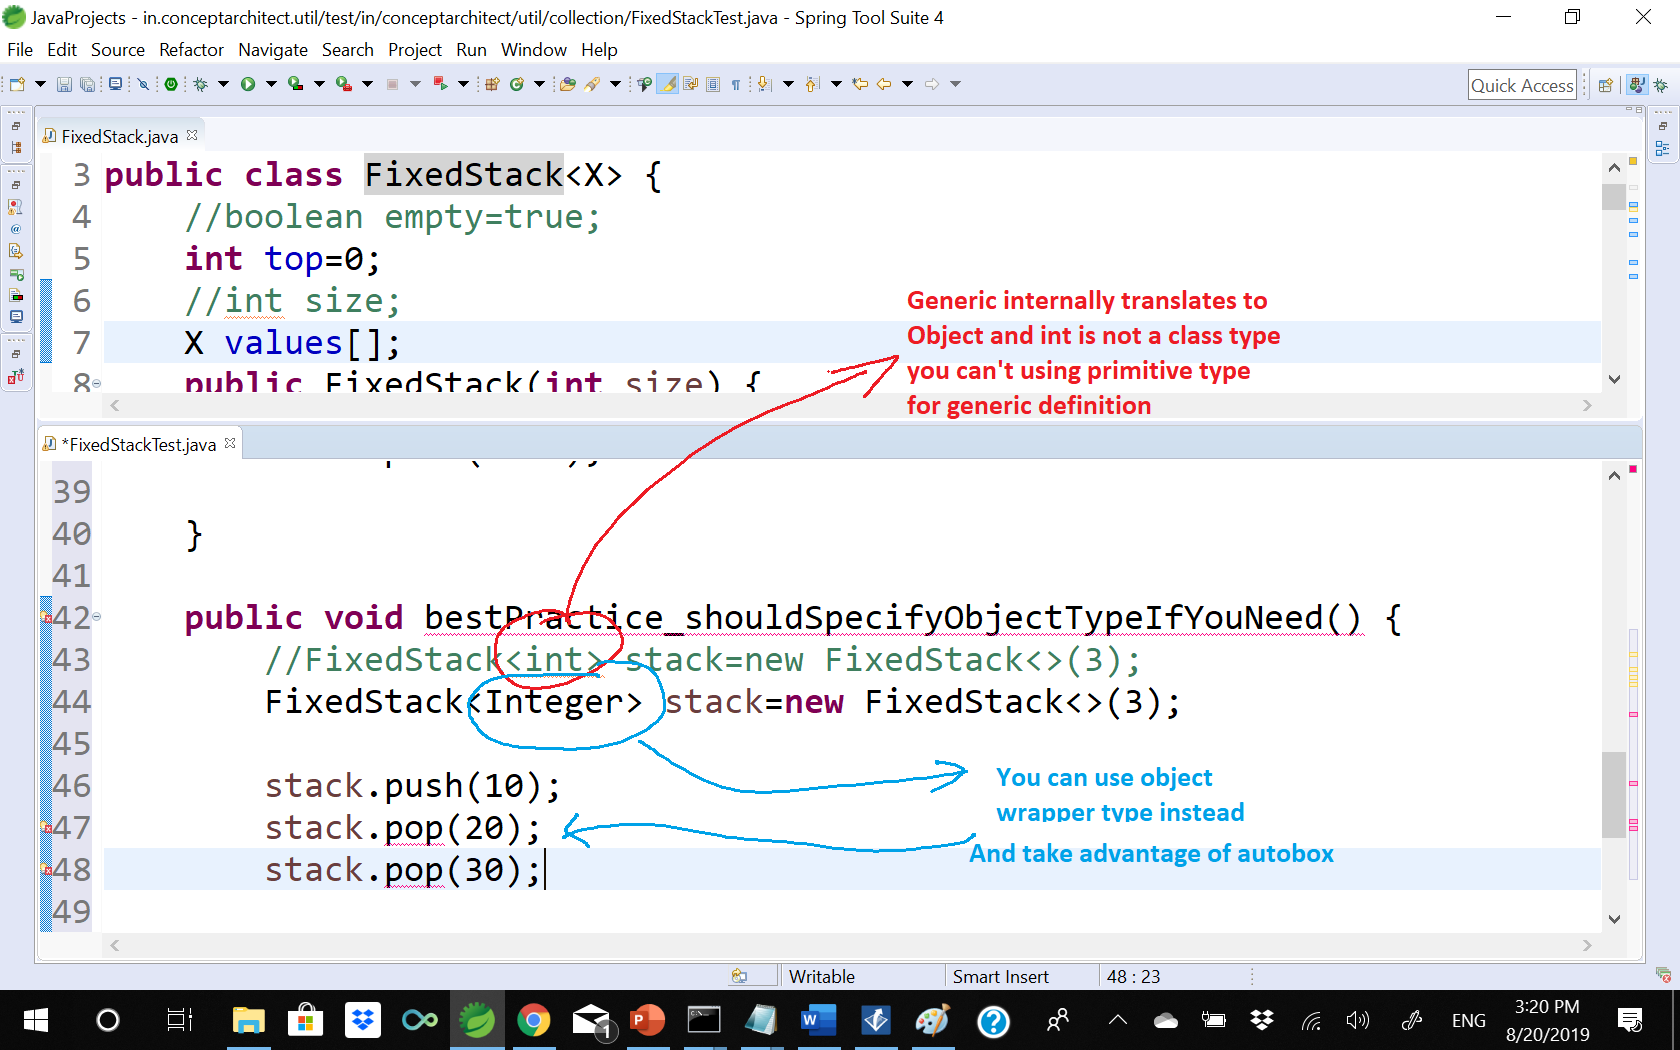 JavaProjects - in.conceptarchitect.util/test/in/conceptarchitect/util/collection/FixedStackTest.java - Spring Tool Suite 4
File Edit Source Refactor Navigate Search Project Run Window Help
Quick Access
FixedStack.java
3 public class FixedStack<X> {
4 //boolean empty=true;
5 int top=0;
6 //int size;
7 X values[];
8 public FixedStack(int size) {
Generic internally translates to
Object and int is not a class type
you can't using primitive type
for generic definition
*FixedStackTest.java
39
40 }
41
42 public void bestPractice_shouldSpecifyObjectTypeIfYouNeed() {
43 //FixedStack<int> stack=new FixedStack<>(3);
44 FixedStack<Integer> stack=new FixedStack<>(3);
45
46 stack.push(10);
47 stack.pop(20);
48 stack.pop(30);
49
You can use object
wrapper type instead
And take advantage of autobox
Writable Smart Insert 48 : 23
1
ENG
3:20 PM
8/20/2019